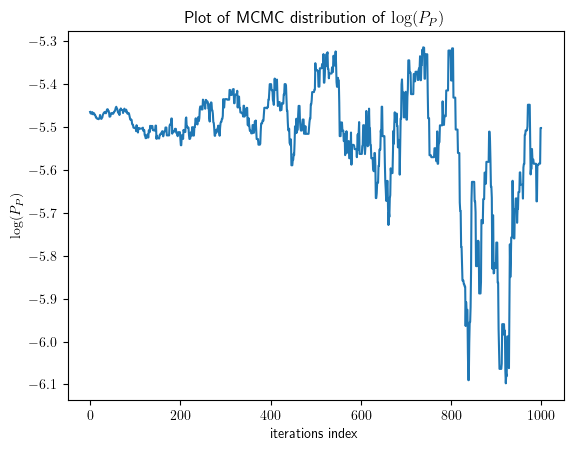 Plot of MCMC distribution of log(P_P)
−5.3
−5.4
−5.5
−5.6
−5.7
−5.8
−5.9
−6.0
−6.1
log(P_P)
0 200 400 600 800 1000
iterations index